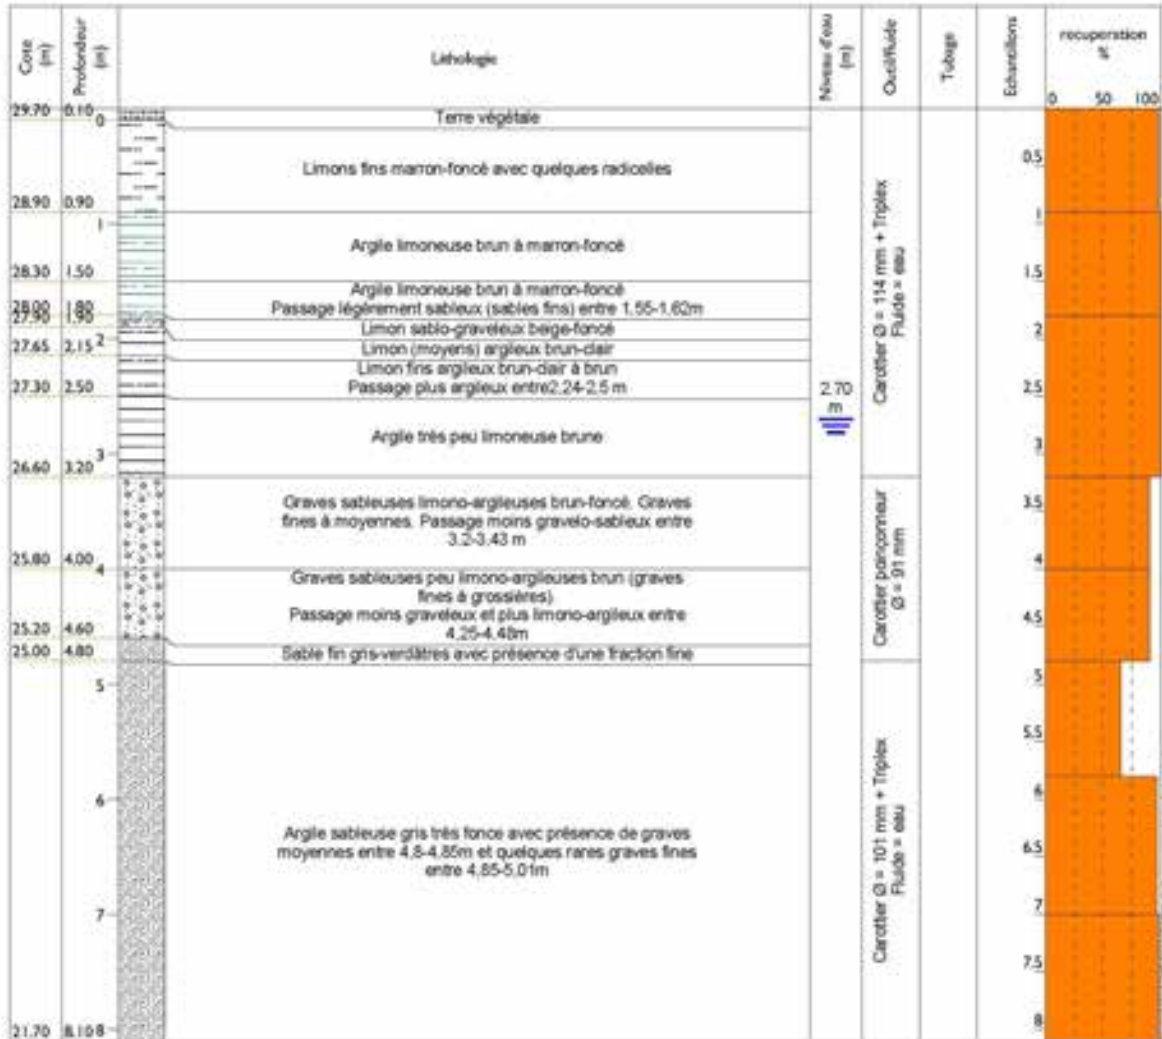 Cote (m)
Profondeur (m)
Lithologie
Niveau d'eau (m)
Outil/fluide
Tubage
Echantillons
recuperation
0 50 100
29.70 0.10
0
Terre végétale
Limons fins marron-foncé avec quelques radicelles
28.90 0.90
1
Argile limoneuse brun à marron-foncé
28.30 1.50
Argile limoneuse brun à marron-foncé
Passage légèrement sableux (sables fins) entre 1,55-1,62m
28.00 1.80
27.90 1.90
Limon sablo-graveleux beige-foncé
2
27.65 2.15
Limon (moyens) argileux brun-clair
Limon fins argileux brun-clair à brun
Passage plus argileux entre2,24-2,5 m
27.30 2.50
2.70
m
Argile très peu limoneuse brune
3
26.60 3.20
Graves sableuses limono-argileuses brun-foncé. Graves
fines à moyennes. Passage moins gravelo-sableux entre
3,2-3,43 m
25.80 4.00
4
Graves sableuses peu limono-argileuses brun (graves
fines à grossières)
Passage moins graveleux et plus limono-argileux entre
4,25-4,48m
25.20 4.60
Sable fin gris-verdâtres avec présence d'une fraction fine
25.00 4.80
5
6
Argile sableuse gris très fonce avec présence de graves
moyennes entre 4,8-4,85m et quelques rares graves fines
entre 4,85-5,01m
7
21.70 8.10 8
Carottier Ø = 114 mm + Triplex
Fluide = eau
Carottier poinçonneur
Ø = 91 mm
Carottier Ø = 101 mm + Triplex
Fluide = eau
0.5
1
1.5
2
2.5
3
3.5
4
4.5
5
5.5
6
6.5
7
7.5
8